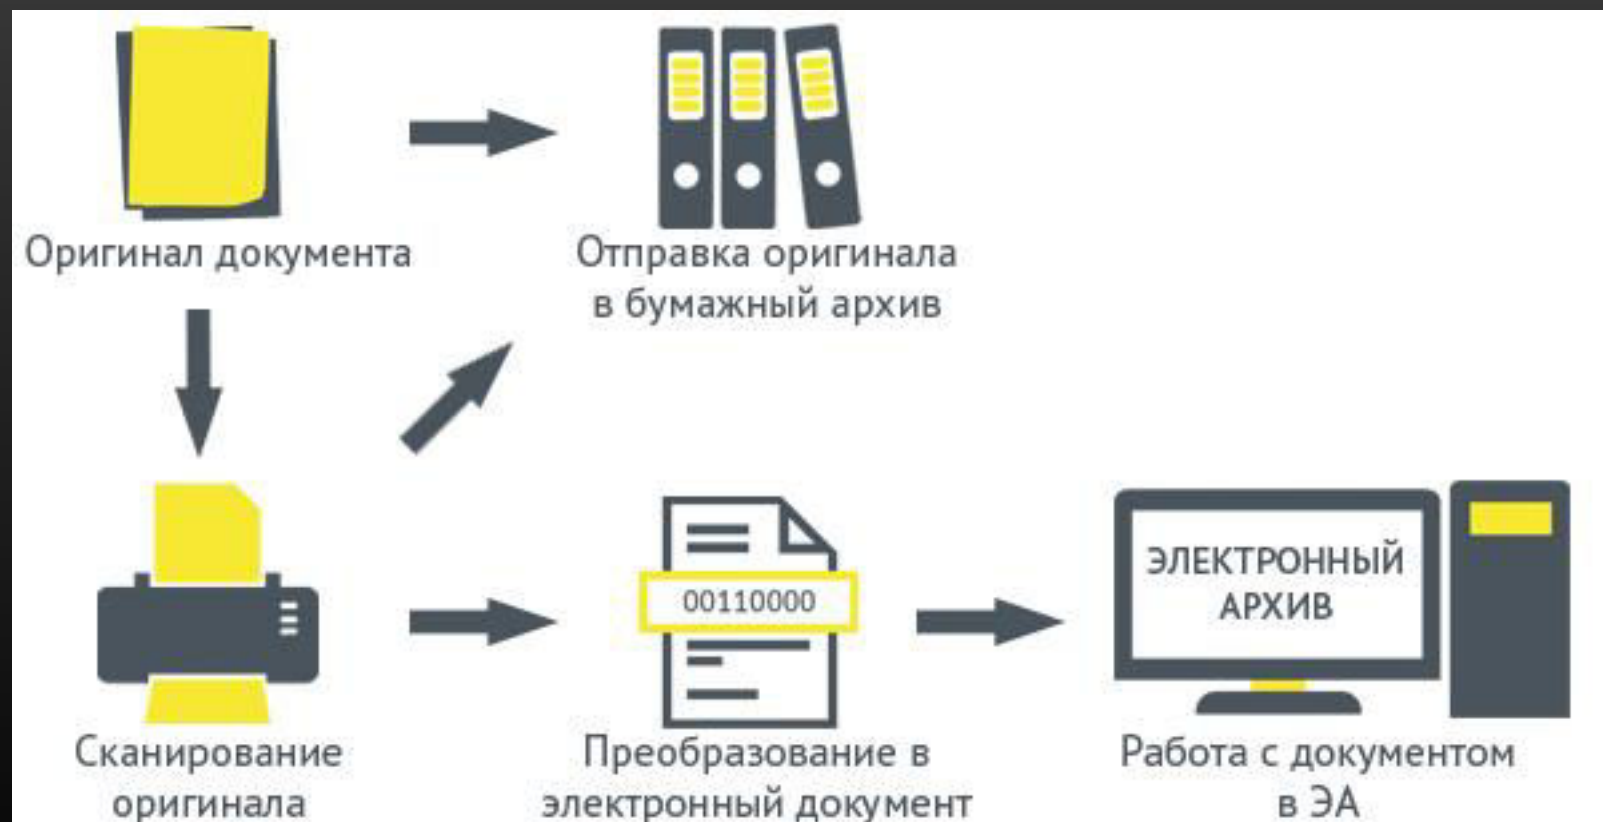 Оригинал документа
Отправка оригинала
в бумажный архив
00110000
ЭЛЕКТРОННЫЙ
АРХИВ
Сканирование
оригинала
Преобразование в
электронный документ
Работа с документом
в ЭА